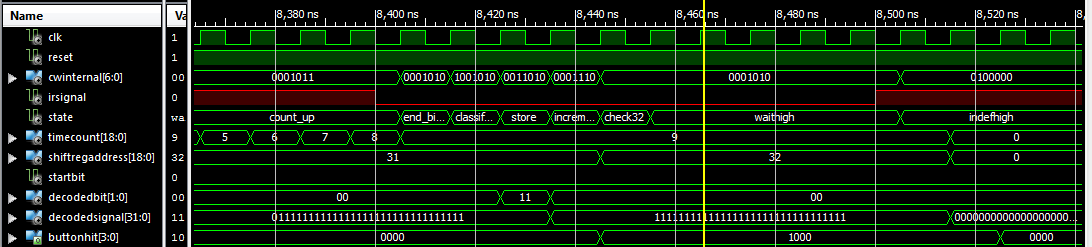 Name Va 8,380 ns 8,400 ns 8,420 ns 8,440 ns 8,460 ns 8,480 ns 8,500 ns 8,520 ns
clk 1
reset 1
cwinternal[6:0] 00 0001011 0001010 1001010 0011010 0001110 0001010 0100000
irsignal 0
state wa count_up end_bi... classif... store increm... check32 waithigh indefhigh
timecount[18:0] 9 5 6 7 8 9 0
shiftregaddress[18:0] 32 31 32 0
startbit 0
decodedbit[1:0] 00 00 11 00
decodedsignal[31:0] 11 01111111111111111111111111111111 11111111111111111111111111111111 0000000000000000000...
buttonhit[3:0] 10 0000 1000 0000